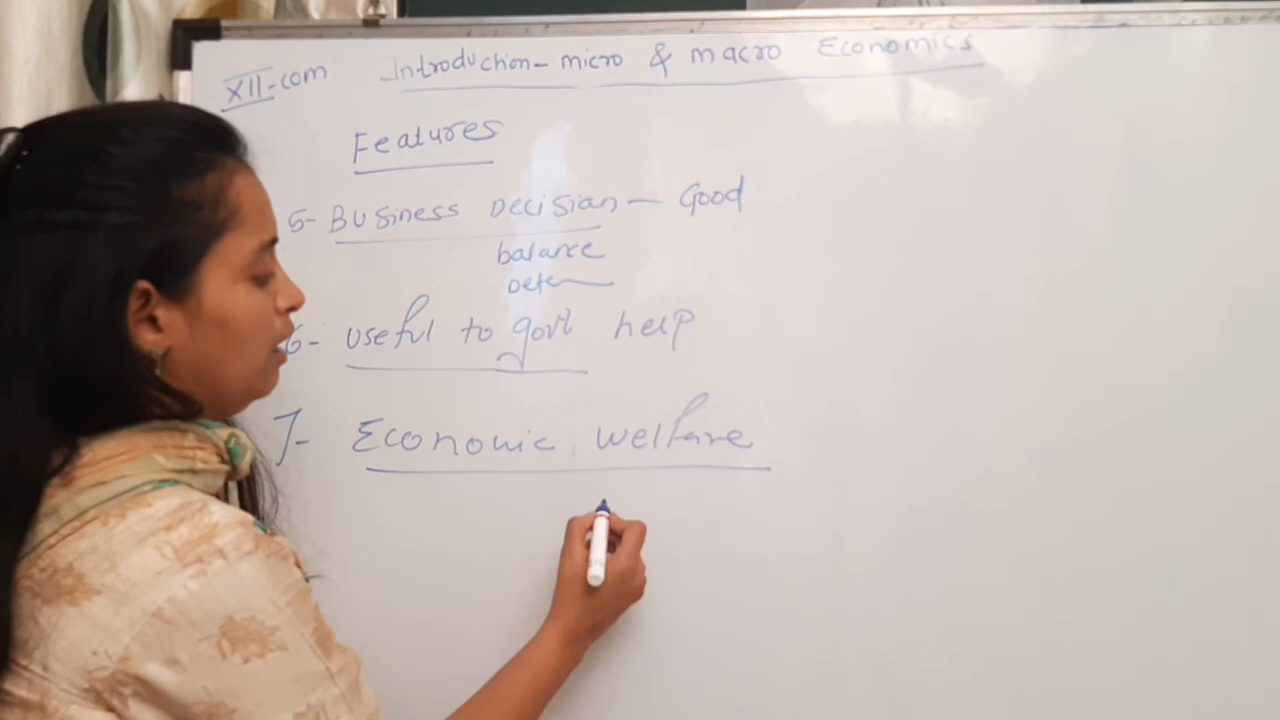 XII-com Introduction- micro & macro Economics
Features
5- Business Decision — Good
balance
Dete
6- useful to govt help
7- Economic welfare